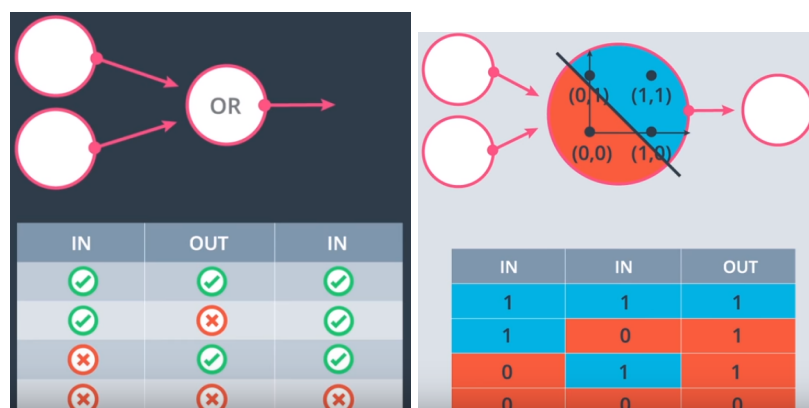 OR
IN OUT IN
(0,1) (1,1)
(0,0) (1,0)
IN IN OUT
1 1 1
1 0 1
0 1 1
0 0 0